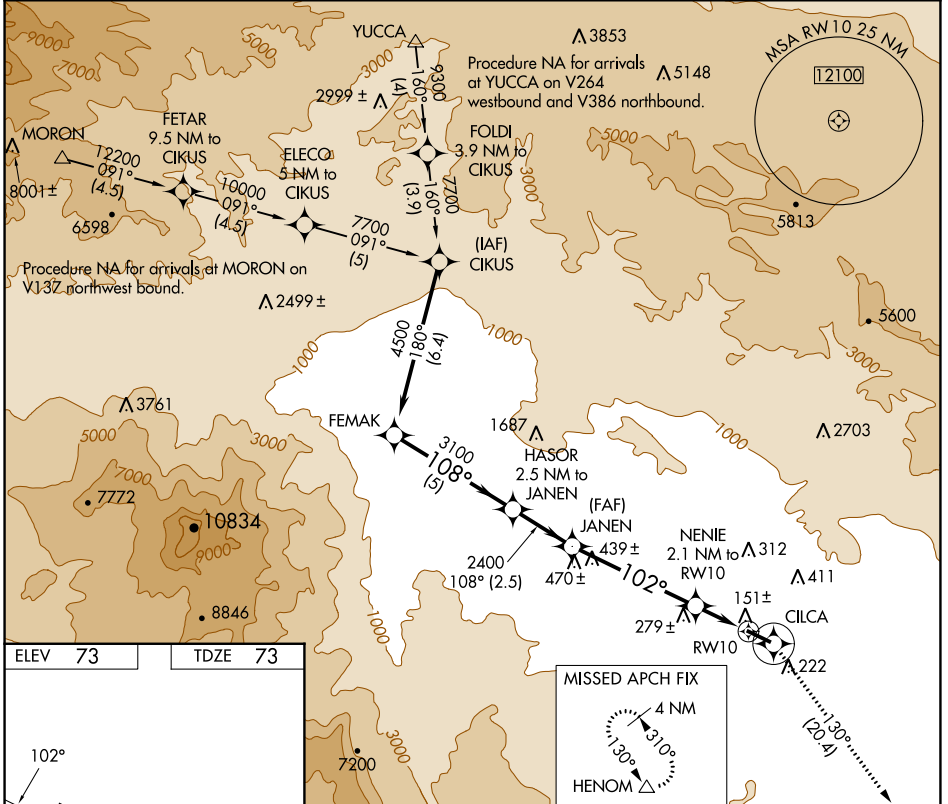 YUCCA
3853
MSA RW10 25 NM
12100
Procedure NA for arrivals
at YUCCA on V264
westbound and V386 northbound.
5148
9000
7000
5000
3000
2999 ±
9300
160°
(4)
MORON
8001±
FETAR
9.5 NM to
CIKUS
ELECO
5 NM to
CIKUS
FOLDI
3.9 NM to
CIKUS
3000
5000
5813
12200
091°
(4.5)
10000
091°
(4.5)
7700
160°
(3.9)
7700
091°
(5)
6598
(IAF)
CIKUS
Procedure NA for arrivals at MORON on
V137 northwest bound.
2499 ±
5600
3000
1000
1000
4500
180°
(6.4)
3761
5000
3000
7000
FEMAK
1687
3100
108°
(5)
HASOR
2.5 NM to
JANEN
1000
2703
7772
10834
9000
(FAF)
JANEN
439 ±
470 ±
2400
108° (2.5)
102°
NENIE
2.1 NM to
RW10
312
411
8846
1000
279 ±
151 ±
CILCA
RW10
222
ELEV 73
TDZE 73
102°
3000
7200
MISSED APCH FIX
4 NM
310°
130°
HENOM
130°
(20.4)